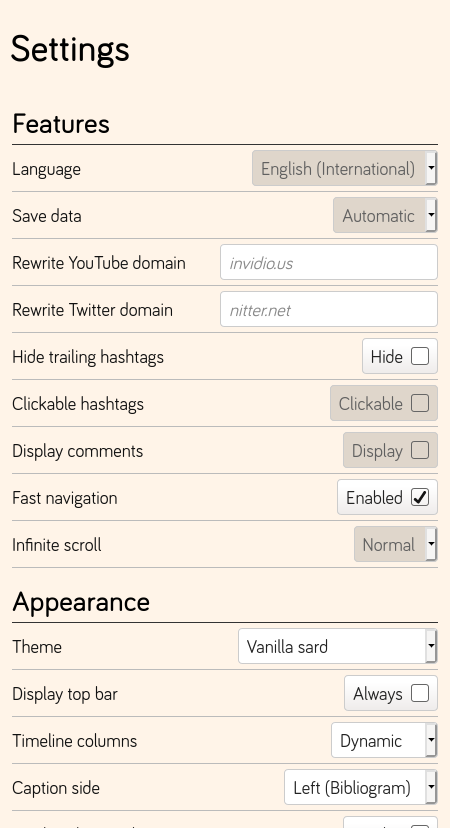 Settings
Features
Language English (International)
Save data Automatic
Rewrite YouTube domain invidio.us
Rewrite Twitter domain nitter.net
Hide trailing hashtags Hide
Clickable hashtags Clickable
Display comments Display
Fast navigation Enabled
Infinite scroll Normal
Appearance
Theme Vanilla sard
Display top bar Always
Timeline columns Dynamic
Caption side Left (Bibliogram)